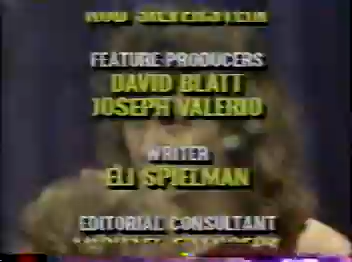 FEATURE PRODUCERS
DAVID BLATT
JOSEPH VALERIO
WRITER
ELI SPIELMAN
EDITORIAL CONSULTANT